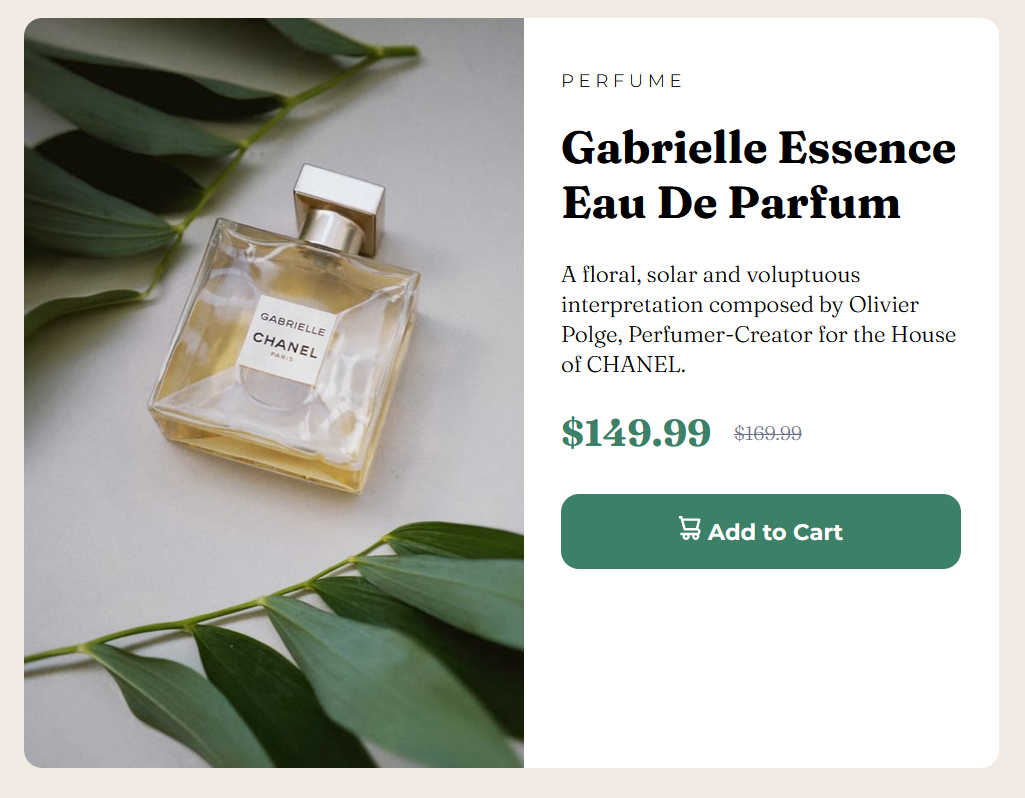 GABRIELLE
CHANEL
PARIS
PERFUME
Gabrielle Essence
Eau De Parfum
A floral, solar and voluptuous
interpretation composed by Olivier
Polge, Perfumer-Creator for the House
of CHANEL.
$149.99 $169.99
Add to Cart